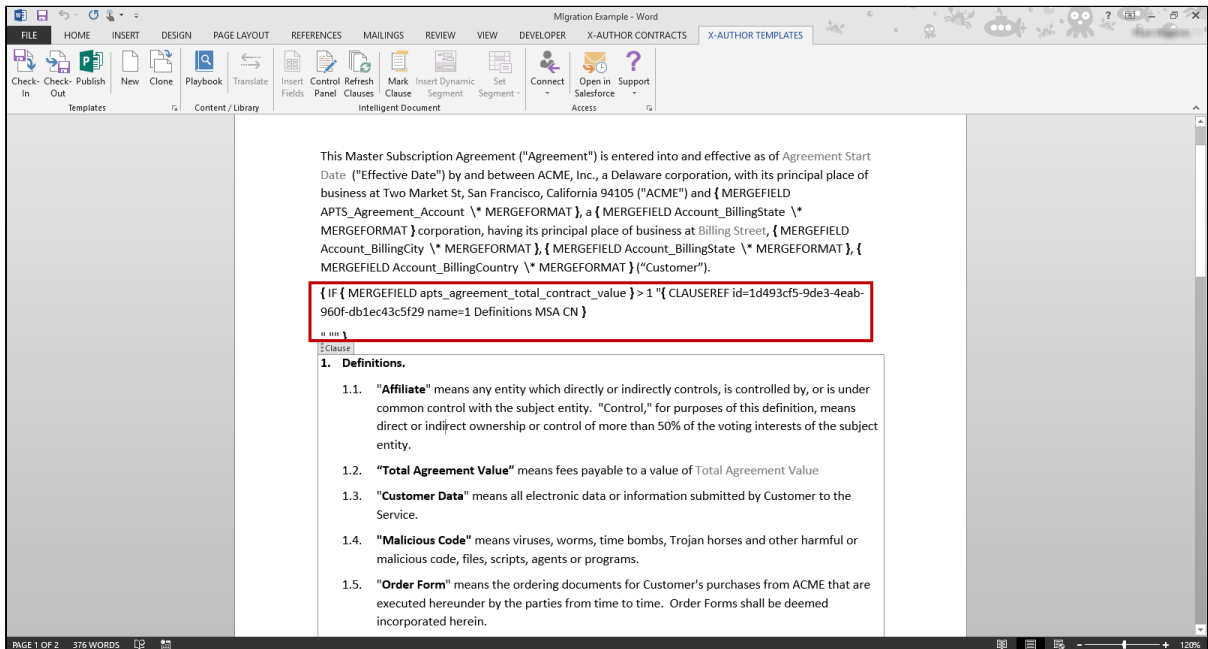 MIgration Example - Word
FILE HOME INSERT DESIGN PAGE LAYOUT REFERENCES MAILINGS REVIEW VIEW DEVELOPER X-AUTHOR CONTRACTS X-AUTHOR TEMPLATES
Check-In Check-Out Publish New Clone Playbook Translate Insert Fields Control Panel Refresh Clauses Mark Clause Insert Dynamic Segment Set Segment Connect Open in Salesforce Support
Templates Content / Library Intelligent Document Access
This Master Subscription Agreement ("Agreement") is entered into and effective as of Agreement Start
Date ("Effective Date") by and between ACME, Inc., a Delaware corporation, with its principal place of
business at Two Market St, San Francisco, California 94105 ("ACME") and { MERGEFIELD
APTS_Agreement_Account \* MERGEFORMAT }, a { MERGEFIELD Account_BillingState \*
MERGEFORMAT } corporation, having its principal place of business at Billing Street, { MERGEFIELD
Account_BillingCity \* MERGEFORMAT }, { MERGEFIELD Account_BillingState \* MERGEFORMAT }, {
MERGEFIELD Account_BillingCountry \* MERGEFORMAT } (“Customer”).
{ IF { MERGEFIELD apts_agreement_total_contract_value } > 1 "{ CLAUSEREF id=1d493cf5-9de3-4eab-
960f-db1ec43c5f29 name=1 Definitions MSA CN }
" "" }
Clause
1. Definitions.
1.1. "Affiliate" means any entity which directly or indirectly controls, is controlled by, or is under
common control with the subject entity. "Control," for purposes of this definition, means
direct or indirect ownership or control of more than 50% of the voting interests of the subject
entity.
1.2. “Total Agreement Value” means fees payable to a value of Total Agreement Value
1.3. "Customer Data" means all electronic data or information submitted by Customer to the
Service.
1.4. "Malicious Code" means viruses, worms, time bombs, Trojan horses and other harmful or
malicious code, files, scripts, agents or programs.
1.5. "Order Form" means the ordering documents for Customer's purchases from ACME that are
executed hereunder by the parties from time to time. Order Forms shall be deemed
incorporated herein.
PAGE 1 OF 2 376 WORDS 120%